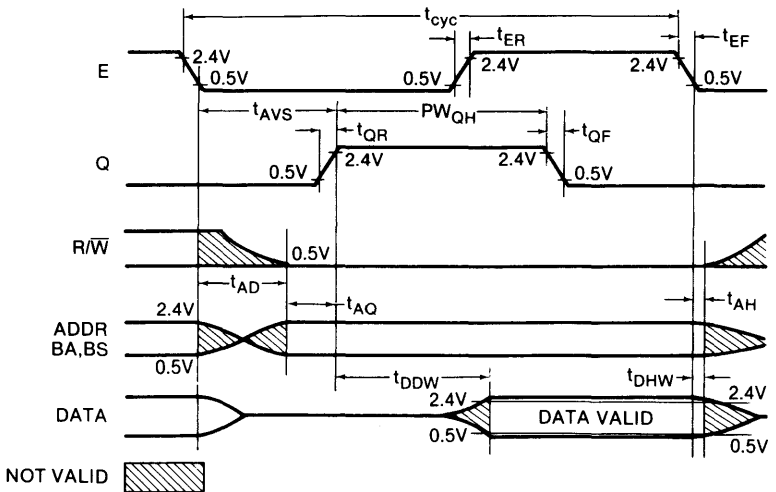 tcyc
tER
tEF
E
2.4V
0.5V
0.5V
2.4V
2.4V
0.5V
tAVS
PWQH
tQR
tQF
Q
0.5V
2.4V
2.4V
0.5V
R/W̅
0.5V
tAD
tAQ
tAH
2.4V
ADDR
BA,BS
0.5V
tDDW
tDHW
2.4V
2.4V
DATA
DATA VALID
0.5V
0.5V
NOT VALID